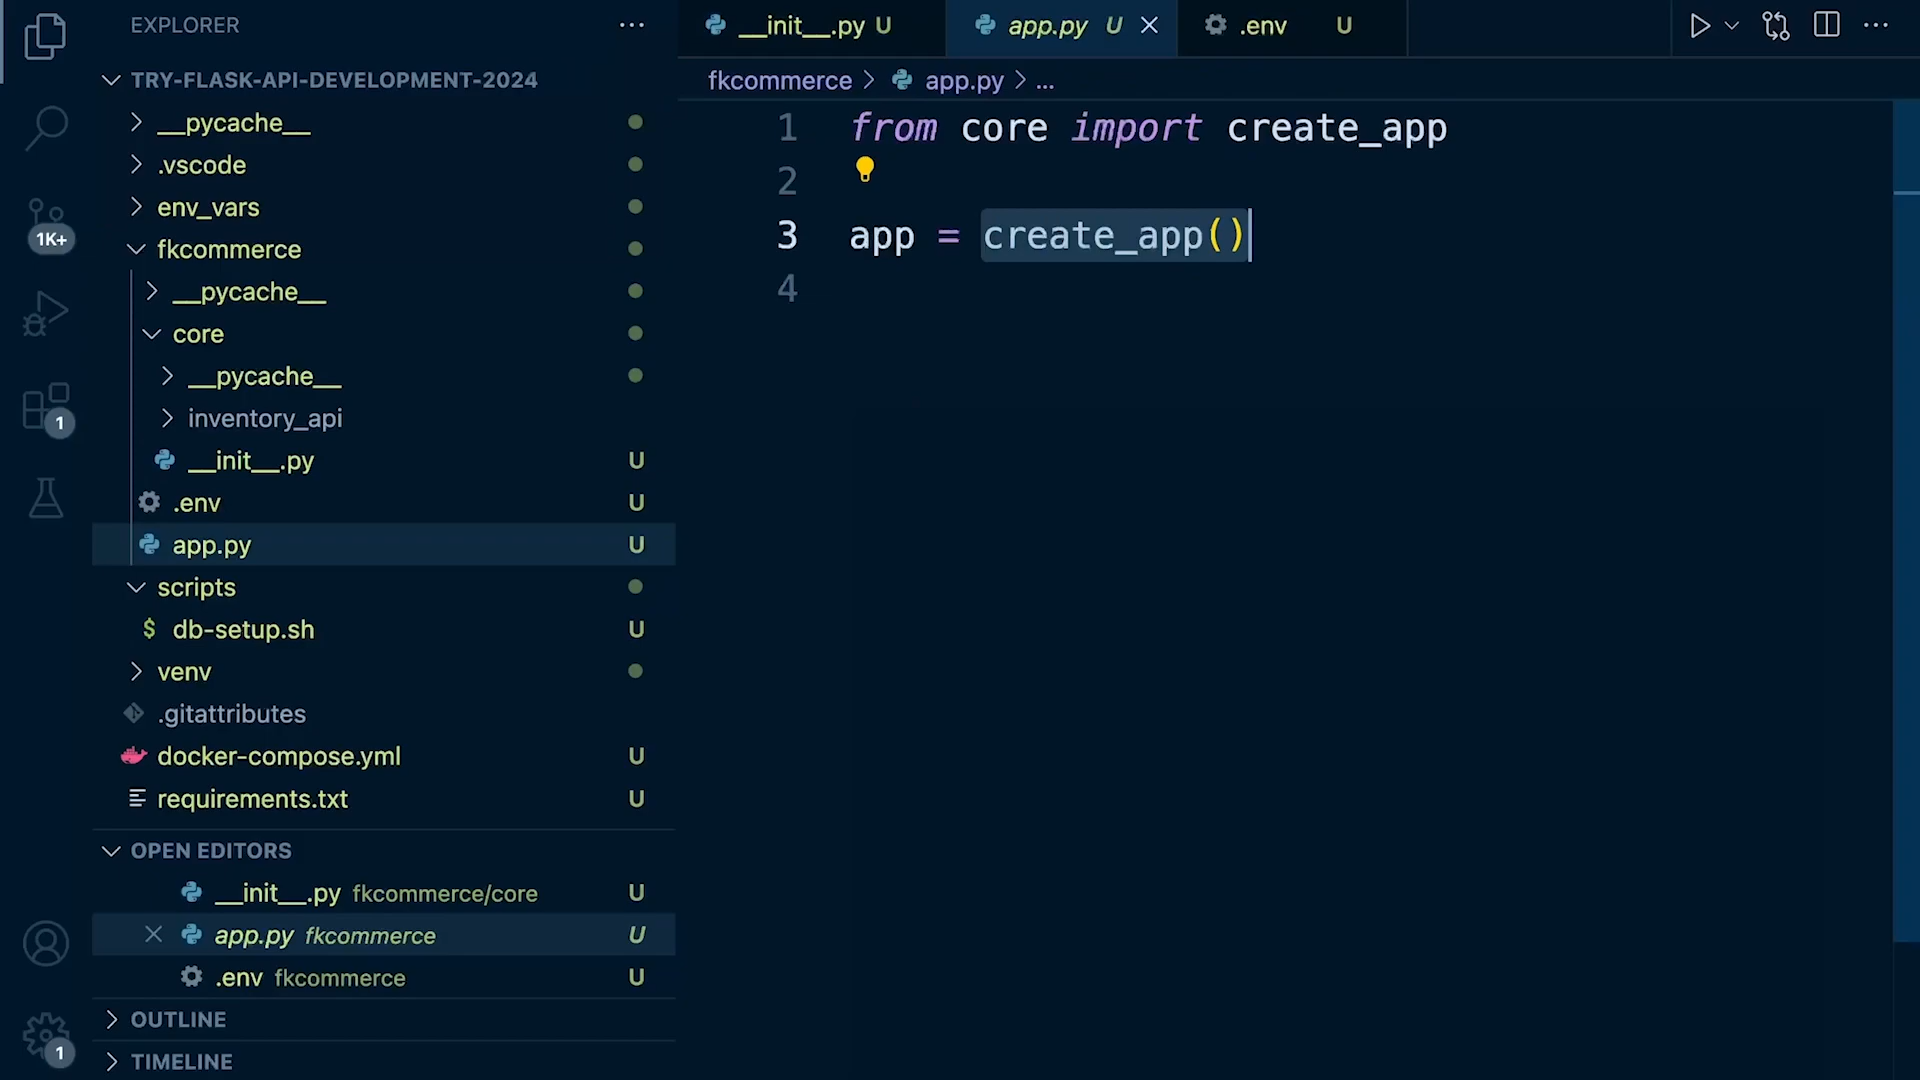 EXPLORER
TRY-FLASK-API-DEVELOPMENT-2024
__pycache__
.vscode
env_vars
fkcommerce
__pycache__
core
__pycache__
inventory_api
__init__.py U
.env U
app.py U
scripts
db-setup.sh U
venv
.gitattributes
docker-compose.yml U
requirements.txt U
OPEN EDITORS
__init__.py fkcommerce/core U
app.py fkcommerce U
.env fkcommerce U
OUTLINE
TIMELINE
1K+
1
1
__init__.py U
app.py U
.env U
fkcommerce > app.py > ...
1 from core import create_app
2
3 app = create_app()
4